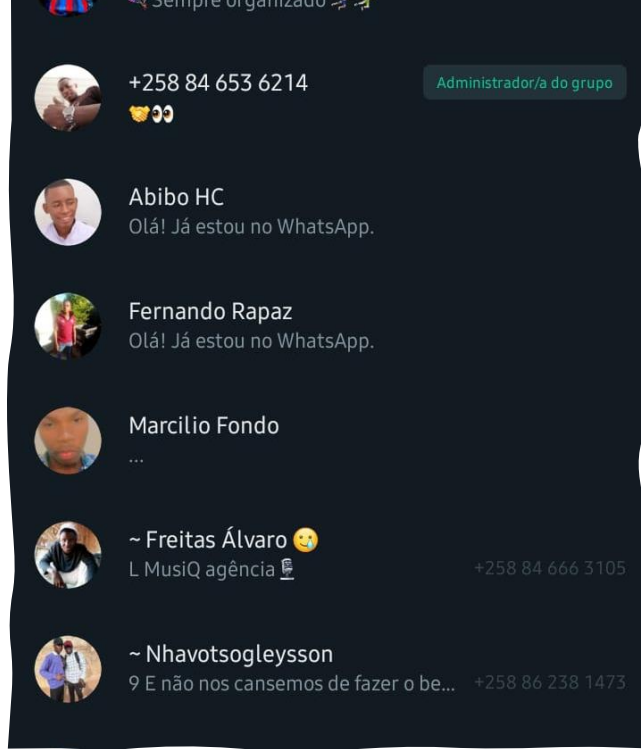 Sempre organizado
+258 84 653 6214
Administrador/a do grupo
🤝👀
Abibo HC
Olá! Já estou no WhatsApp.
Fernando Rapaz
Olá! Já estou no WhatsApp.
Marcilio Fondo
...
~ Freitas Álvaro 🥲
L MusiQ agência 🎙 +258 84 666 3105
~ Nhavotsogleysson
9 E não nos cansemos de fazer o be... +258 86 238 1473